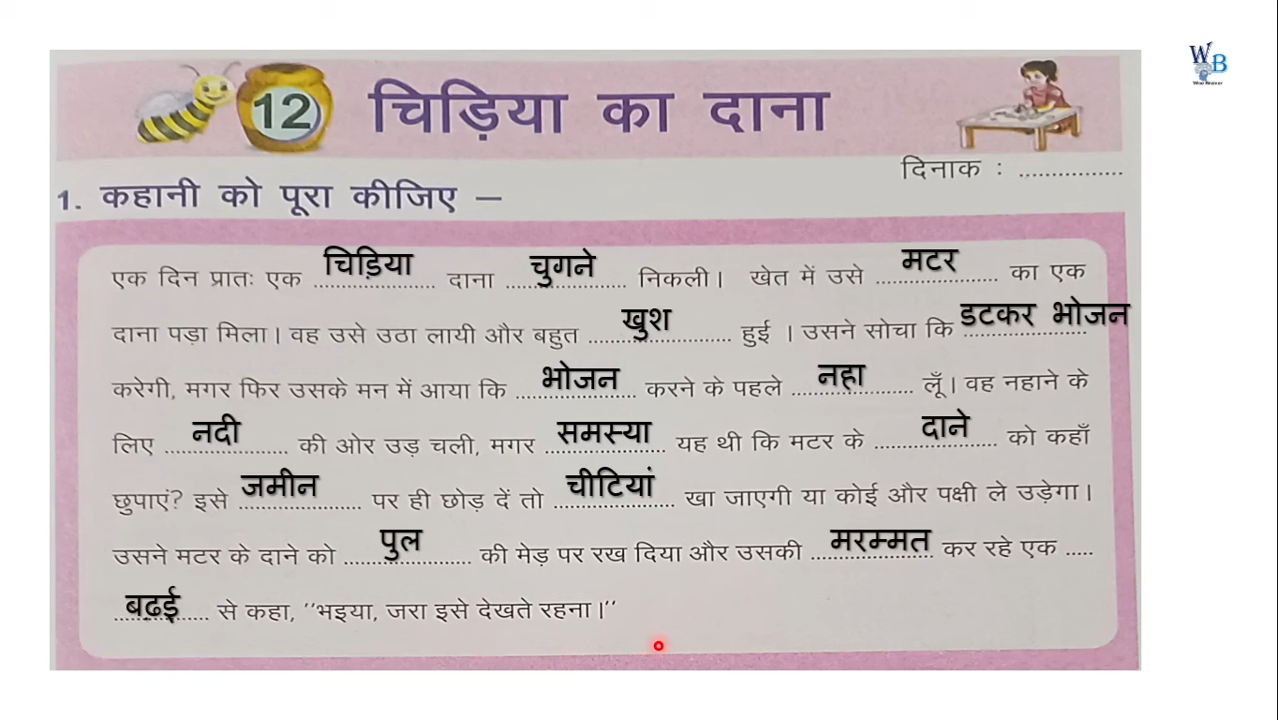 W B
12 चिड़िया का दाना
दिनाक : ................
1. कहानी को पूरा कीजिए –
एक दिन प्रातः एक चिड़िया दाना चुगने निकली। खेत में उसे मटर का एक
दाना पड़ा मिला। वह उसे उठा लायी और बहुत खुश हुई । उसने सोचा कि डटकर भोजन
करेगी, मगर फिर उसके मन में आया कि भोजन करने के पहले नहा लूँ। वह नहाने के
लिए नदी की ओर उड़ चली, मगर समस्या यह थी कि मटर के दाने को कहाँ
छुपाएं? इसे जमीन पर ही छोड़ दें तो चीटियां खा जाएगी या कोई और पक्षी ले उड़ेगा।
उसने मटर के दाने को पुल की मेड़ पर रख दिया और उसकी मरम्मत कर रहे एक .....
बढ़ई से कहा, ‘‘भइया, जरा इसे देखते रहना।’’